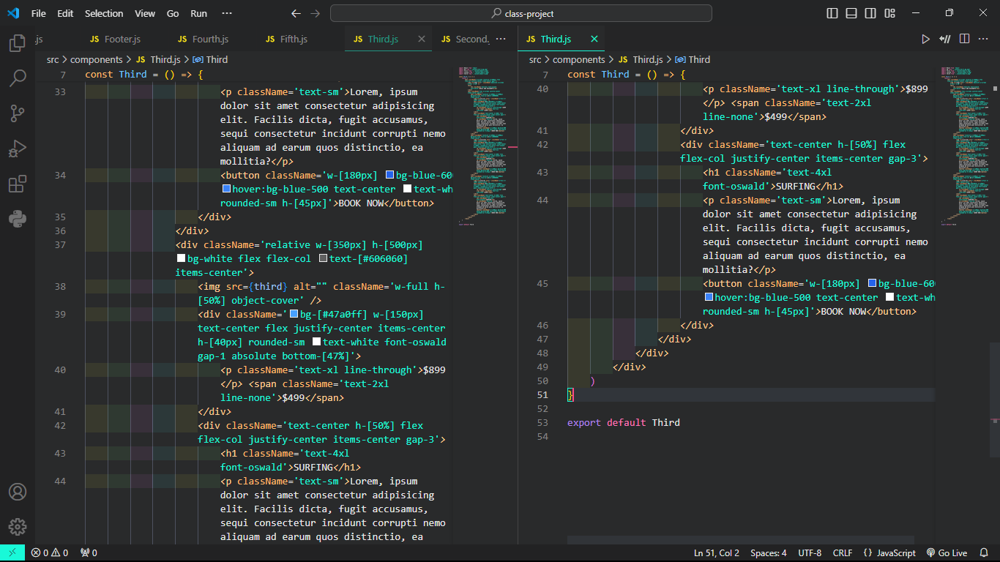 File Edit Selection View Go Run ··· class-project
.js JS Footer.js JS Fourth.js JS Fifth.js JS Third.js JS Second. ···
src > components > JS Third.js > Third
7 const Third = () => {
33 <p className='text-sm'>Lorem, ipsum
dolor sit amet consectetur adipisicing
elit. Facilis dicta, fugit accusamus,
sequi consectetur incidunt corrupti nemo
aliquam ad earum quos distinctio, ea
mollitia?</p>
34 <button className='w-[180px] bg-blue-60
hover:bg-blue-500 text-center text-wh
rounded-sm h-[45px]'>BOOK NOW</button>
35 </div>
36 </div>
37 <div className='relative w-[350px] h-[500px]
bg-white flex flex-col text-[#606060]
items-center'>
38 <img src={third} alt="" className='w-full h-
[50%] object-cover' />
39 <div className='bg-[#47a0ff] w-[150px]
text-center flex justify-center items-center
h-[40px] rounded-sm text-white font-oswald
gap-1 absolute bottom-[47%]'>
40 <p className='text-xl line-through'>$899
</p> <span className='text-2xl
line-none'>$499</span>
41 </div>
42 <div className='text-center h-[50%] flex
flex-col justify-center items-center gap-3'>
43 <h1 className='text-4xl
font-oswald'>SURFING</h1>
44 <p className='text-sm'>Lorem, ipsum
dolor sit amet consectetur adipisicing
elit. Facilis dicta, fugit accusamus,
sequi consectetur incidunt corrupti nemo
aliquam ad earum quos distinctio, ea
JS Third.js
src > components > JS Third.js > Third
7 const Third = () => {
40 <p className='text-xl line-through'>$899
</p> <span className='text-2xl
line-none'>$499</span>
41 </div>
42 <div className='text-center h-[50%] flex
flex-col justify-center items-center gap-3'>
43 <h1 className='text-4xl
font-oswald'>SURFING</h1>
44 <p className='text-sm'>Lorem, ipsum
dolor sit amet consectetur adipisicing
elit. Facilis dicta, fugit accusamus,
sequi consectetur incidunt corrupti nemo
aliquam ad earum quos distinctio, ea
mollitia?</p>
45 <button className='w-[180px] bg-blue-60
hover:bg-blue-500 text-center text-wh
rounded-sm h-[45px]'>BOOK NOW</button>
46 </div>
47 </div>
48 </div>
49 </div>
50 )
51 }
52
53 export default Third
54
0 0 0 Ln 51, Col 2 Spaces: 4 UTF-8 CRLF {} JavaScript Go Live